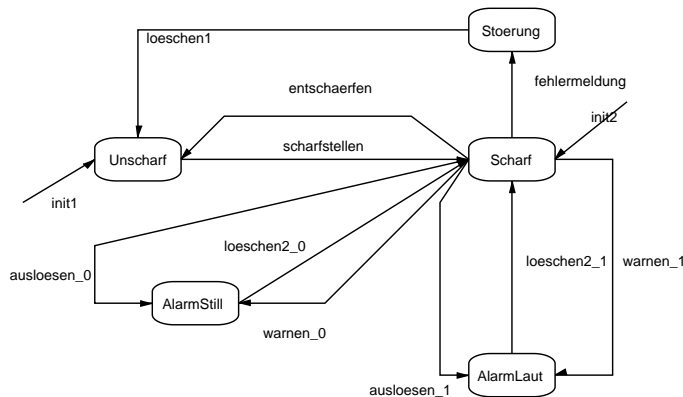 Stoerung
loeschen1
fehlermeldung
entschaerfen
init2
Unscharf
scharfstellen
Scharf
init1
loeschen2_0
loeschen2_1
warnen_1
ausloesen_0
AlarmStill
warnen_0
AlarmLaut
ausloesen_1